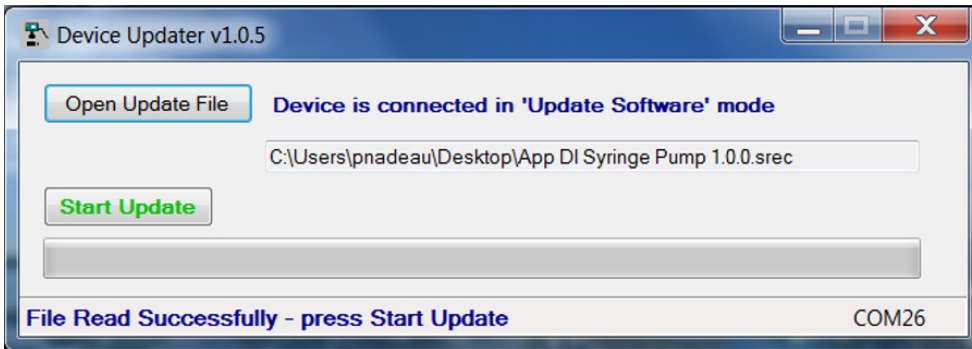 Device Updater v1.0.5
Open Update File
Device is connected in 'Update Software' mode
C:\Users\pnadeau\Desktop\App DI Syringe Pump 1.0.0.srec
Start Update
File Read Successfully - press Start Update
COM26